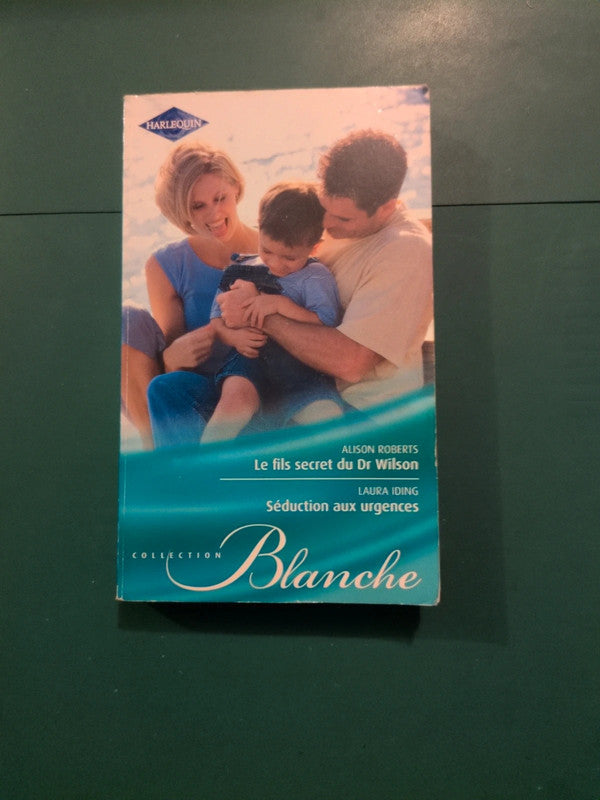 HARLEQUIN
ALISON ROBERTS
Le fils secret du Dr Wilson
LAURA IDING
Séduction aux urgences
COLLECTION
Blanche